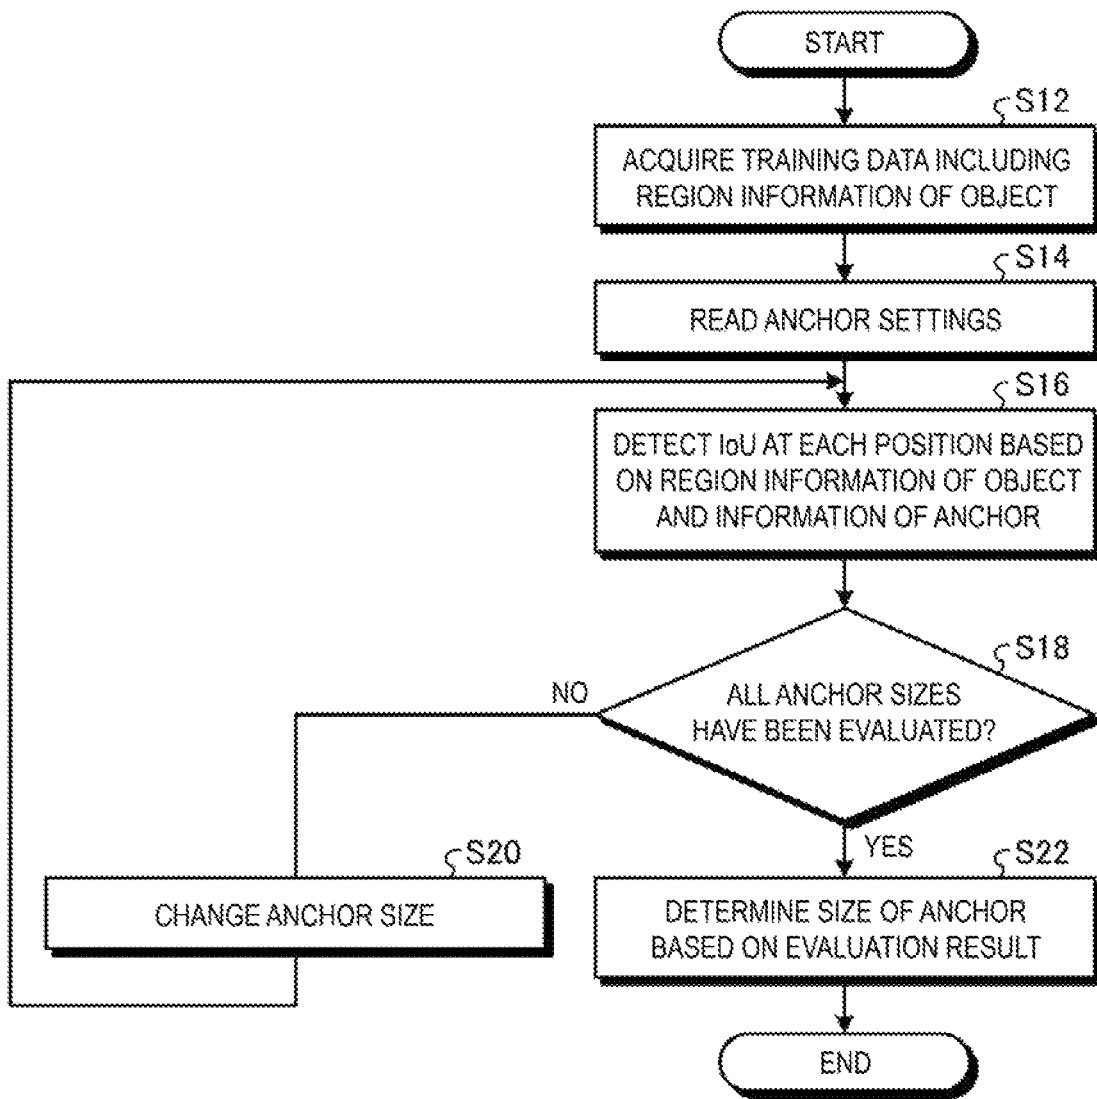 START
S12
ACQUIRE TRAINING DATA INCLUDING
REGION INFORMATION OF OBJECT
S14
READ ANCHOR SETTINGS
S16
DETECT IoU AT EACH POSITION BASED
ON REGION INFORMATION OF OBJECT
AND INFORMATION OF ANCHOR
S18
ALL ANCHOR SIZES
HAVE BEEN EVALUATED?
NO
S20
CHANGE ANCHOR SIZE
YES
S22
DETERMINE SIZE OF ANCHOR
BASED ON EVALUATION RESULT
END